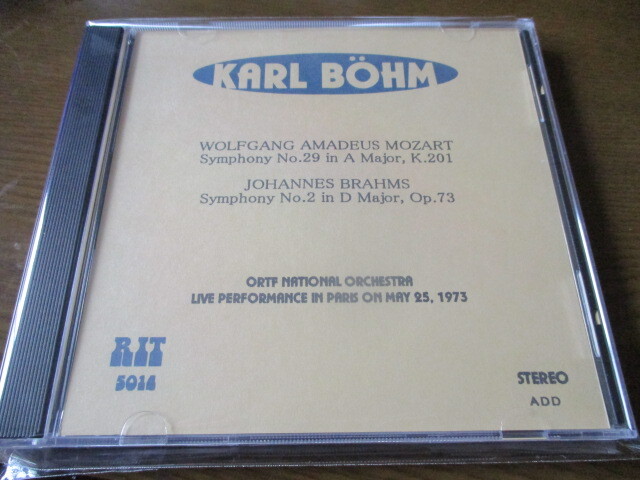 KARL BÖHM
WOLFGANG AMADEUS MOZART
Symphony No.29 in A Major, K.201
JOHANNES BRAHMS
Symphony No.2 in D Major, Op.73
ORTF NATIONAL ORCHESTRA
LIVE PERFORMANCE IN PARIS ON MAY 25, 1973
RIT
5014
STEREO
ADD